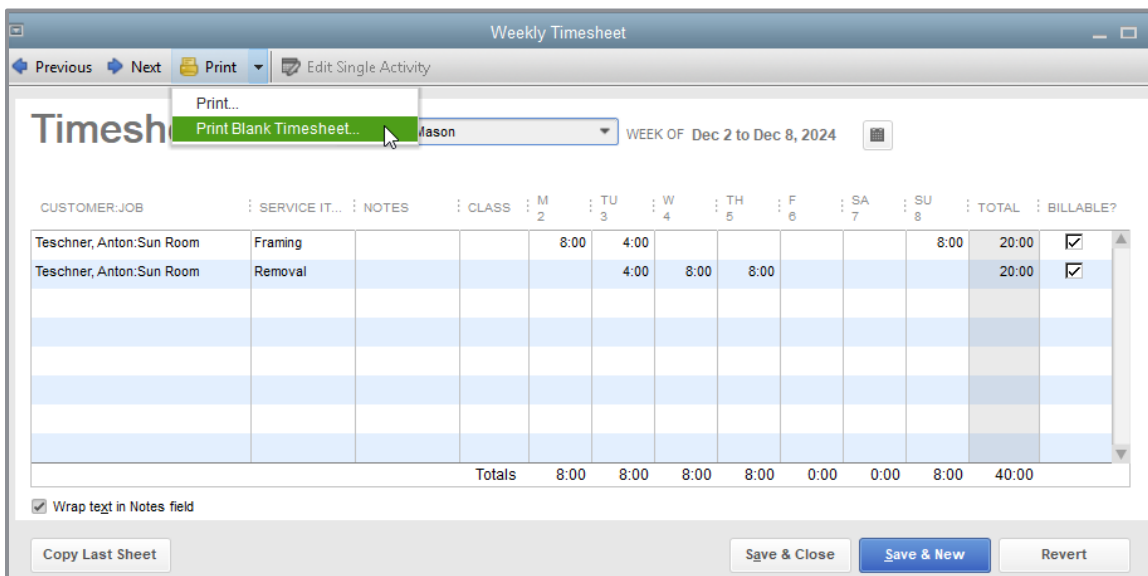 Weekly Timesheet
Previous Next Print Edit Single Activity
Print...
Print Blank Timesheet...
Timesh Mason WEEK OF Dec 2 to Dec 8, 2024
CUSTOMER:JOB SERVICE IT... NOTES CLASS M 2 TU 3 W 4 TH 5 F 6 SA 7 SU 8 TOTAL BILLABLE?
Teschner, Anton:Sun Room Framing 8:00 4:00 8:00 20:00
Teschner, Anton:Sun Room Removal 4:00 8:00 8:00 20:00
Totals 8:00 8:00 8:00 8:00 0:00 0:00 8:00 40:00
Wrap text in Notes field
Copy Last Sheet Save & Close Save & New Revert